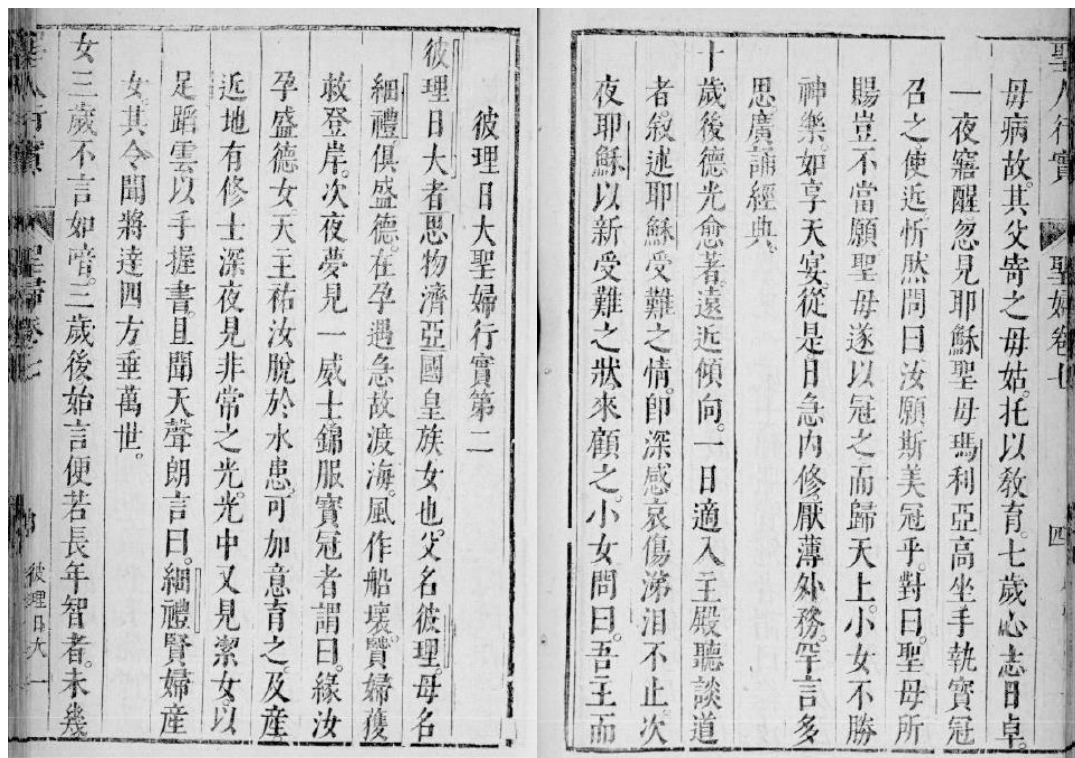 聖人行實 聖婦卷七 四
母病故。其父寄之母姑。托以教育。七歲心志日卓。
一夜寤醒忽見耶穌聖母瑪利亞高坐手執寶冠
召之。使近。忻然問曰汝願斯美冠乎。對曰聖母所
賜豈不當願聖母遂以冠之而歸天上。小女不勝
神樂。如享天宴。從是日急內修。厭薄外務。罕言多
思廣誦經典
十歲後德光愈著。遠近傾向。一日適入主殿聽談道
者。敘述耶穌受難之情。即深感哀傷涕泪不止。次
夜耶穌以新受難之狀來顧之。小女問曰。吾主而
彼理日大聖婦行實第二
彼理日大者思物濟亞國皇族女也。父名彼理。母名
細禮。俱盛德。在孕遇急故渡海。風作船壞。賢婦獲
救登岸。次夜夢見一威士錦服寶冠者謂曰。緣汝
孕盛德女天王祐汝脫於水患。可加意育之。及產
近地有修士深夜見非常之光。光中又見潔女。以
足蹈雲以手握書。且聞天聲朗言曰。細禮賢婦產
女。其令聞將達四方垂萬世。
女三歲不言如喑。三歲後始言便若長年智者。未幾
聖人行實 聖婦卷七 彼理日大 一